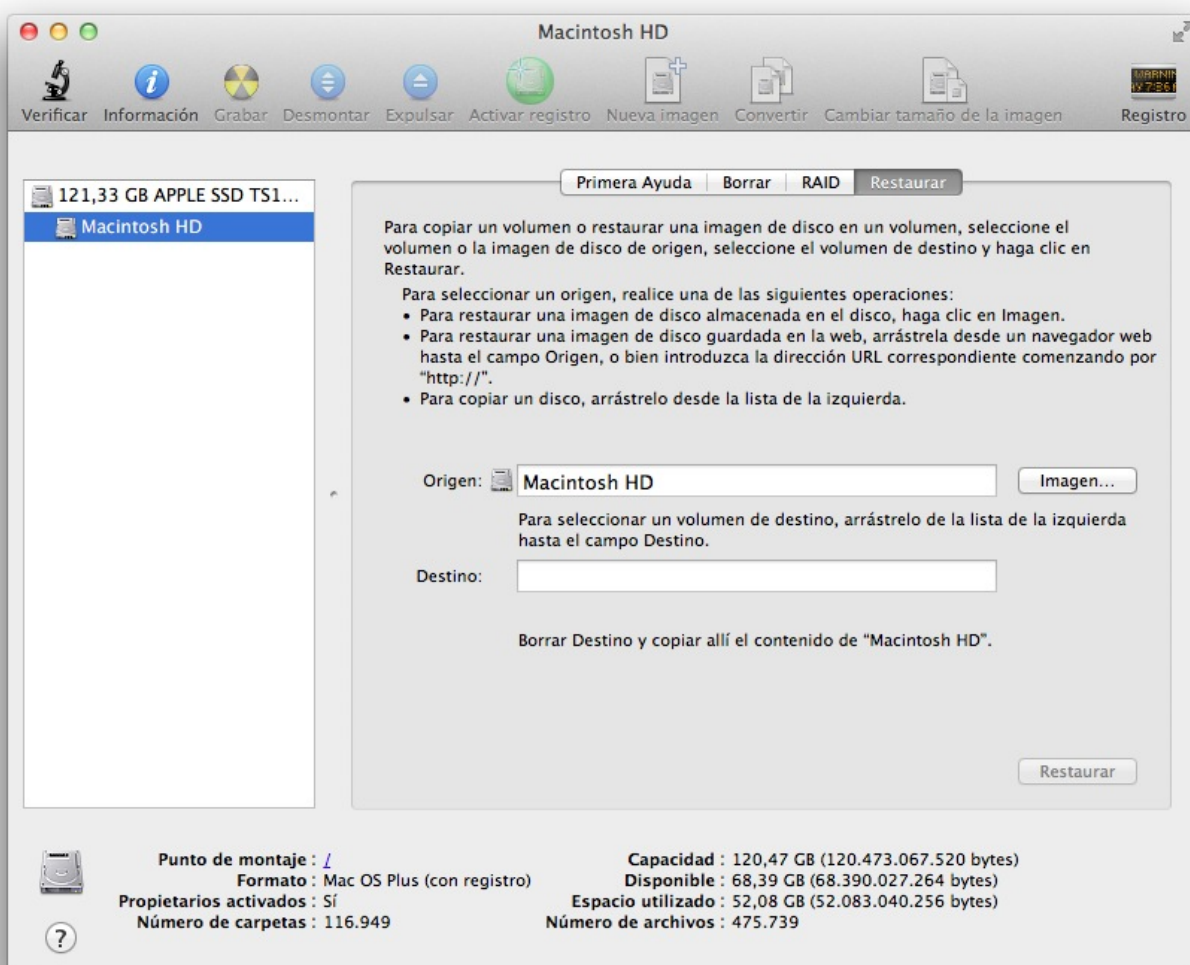 Macintosh HD
Verificar Información Grabar Desmontar Expulsar Activar registro Nueva imagen Convertir Cambiar tamaño de la imagen Registro
WARNIN
121,33 GB APPLE SSD TS1...
Macintosh HD
Primera Ayuda Borrar RAID Restaurar
Para copiar un volumen o restaurar una imagen de disco en un volumen, seleccione el
volumen o la imagen de disco de origen, seleccione el volumen de destino y haga clic en
Restaurar.
Para seleccionar un origen, realice una de las siguientes operaciones:
• Para restaurar una imagen de disco almacenada en el disco, haga clic en Imagen.
• Para restaurar una imagen de disco guardada en la web, arrástrela desde un navegador web
hasta el campo Origen, o bien introduzca la dirección URL correspondiente comenzando por
“http://”.
• Para copiar un disco, arrástrelo desde la lista de la izquierda.
Origen: Macintosh HD Imagen...
Para seleccionar un volumen de destino, arrástrelo de la lista de la izquierda
hasta el campo Destino.
Destino:
Borrar Destino y copiar allí el contenido de “Macintosh HD”.
Restaurar
Punto de montaje : / Capacidad : 120,47 GB (120.473.067.520 bytes)
Formato : Mac OS Plus (con registro) Disponible : 68,39 GB (68.390.027.264 bytes)
Propietarios activados : Sí Espacio utilizado : 52,08 GB (52.083.040.256 bytes)
Número de carpetas : 116.949 Número de archivos : 475.739
?